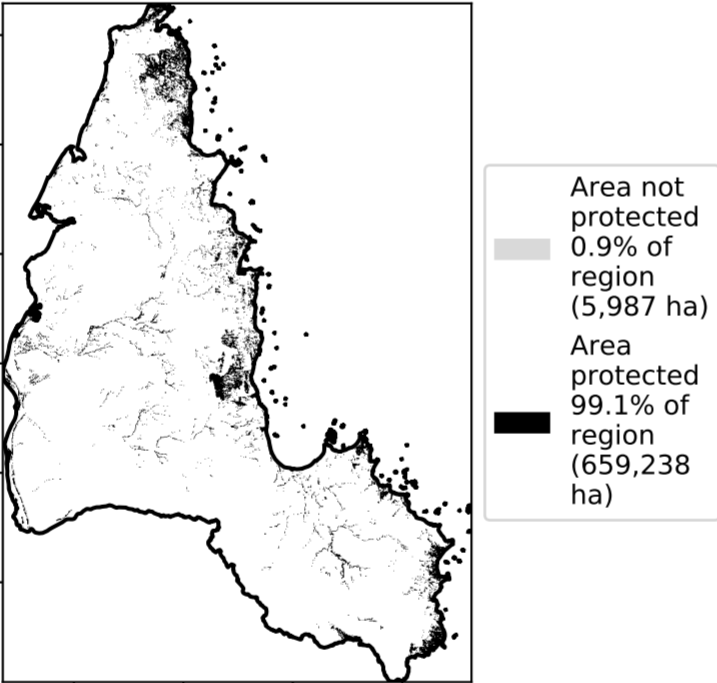 Area not
protected
0.9% of
region
(5,987 ha)
Area
protected
99.1% of
region
(659,238
ha)